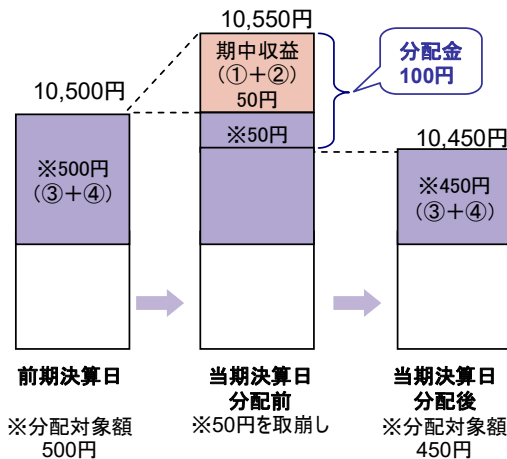 10,500円
※500円
(③+④)
前期決算日
※分配対象額
500円
10,550円
期中収益
(①+②)
50円
※50円
分配金
100円
当期決算日
分配前
※50円を取崩し
10,450円
※450円
(③+④)
当期決算日
分配後
※分配対象額
450円